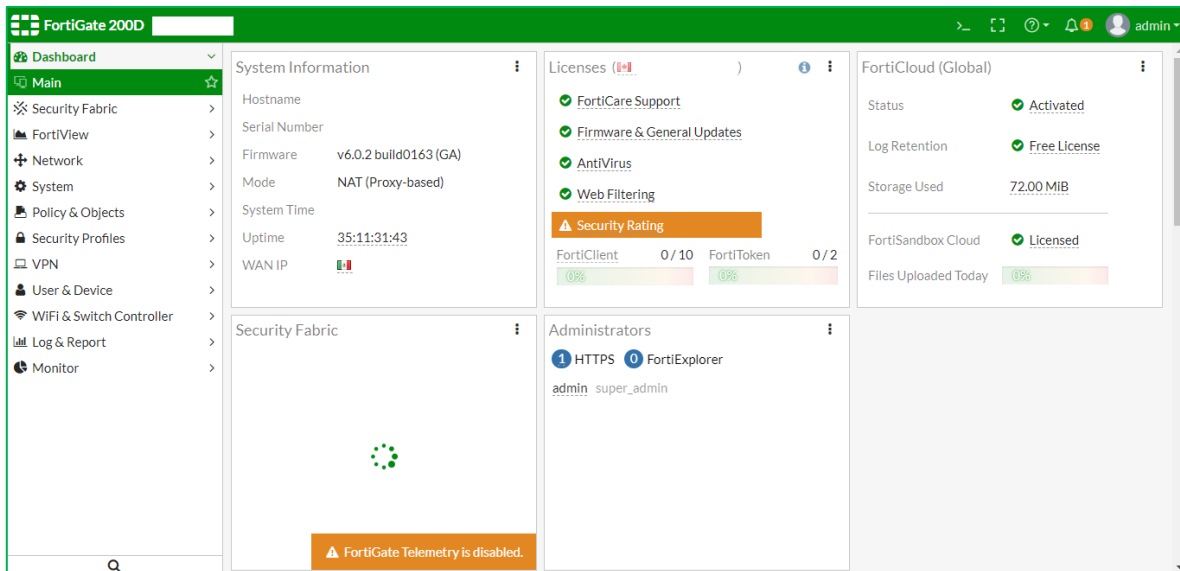 FortiGate 200D
1
admin
Dashboard
Main
Security Fabric
FortiView
Network
System
Policy & Objects
Security Profiles
VPN
User & Device
WiFi & Switch Controller
Log & Report
Monitor
System Information
Hostname
Serial Number
Firmware v6.0.2 build0163 (GA)
Mode NAT (Proxy-based)
System Time
Uptime 35:11:31:43
WAN IP
Licenses ( )
FortiCare Support
Firmware & General Updates
AntiVirus
Web Filtering
Security Rating
FortiClient 0 / 10 FortiToken 0 / 2
0% 0%
FortiCloud (Global)
Status Activated
Log Retention Free License
Storage Used 72.00 MiB
FortiSandbox Cloud Licensed
Files Uploaded Today 0%
Security Fabric
FortiGate Telemetry is disabled.
Administrators
1 HTTPS 0 FortiExplorer
admin super_admin